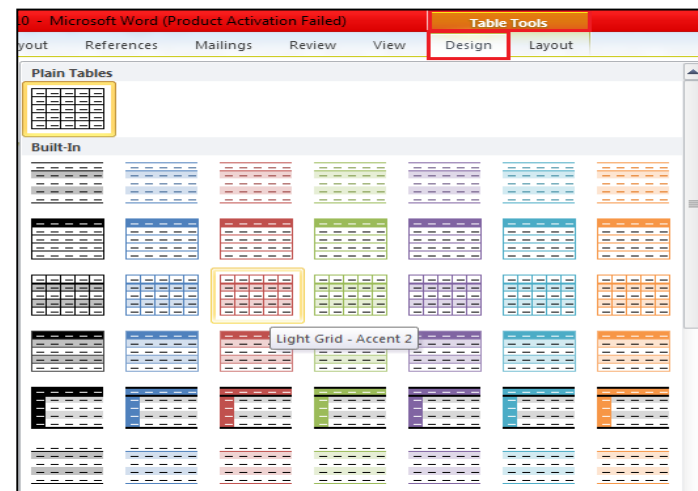 0 - Microsoft Word (Product Activation Failed)
Table Tools
yout References Mailings Review View Design Layout
Plain Tables
Built-In
Light Grid - Accent 2